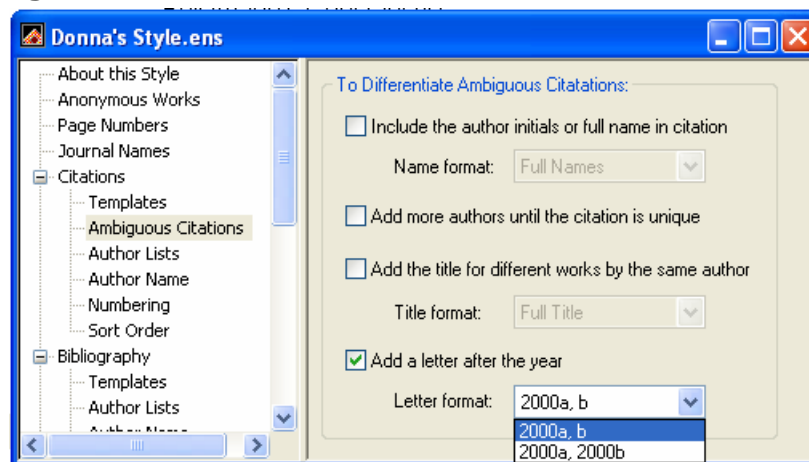 Donna's Style.ens
About this Style
Anonymous Works
Page Numbers
Journal Names
Citations
Templates
Ambiguous Citations
Author Lists
Author Name
Numbering
Sort Order
Bibliography
Templates
Author Lists
To Differentiate Ambiguous Citatations:
Include the author initials or full name in citation
Name format: Full Names
Add more authors until the citation is unique
Add the title for different works by the same author
Title format: Full Title
Add a letter after the year
Letter format: 2000a, b
2000a, b
2000a, 2000b